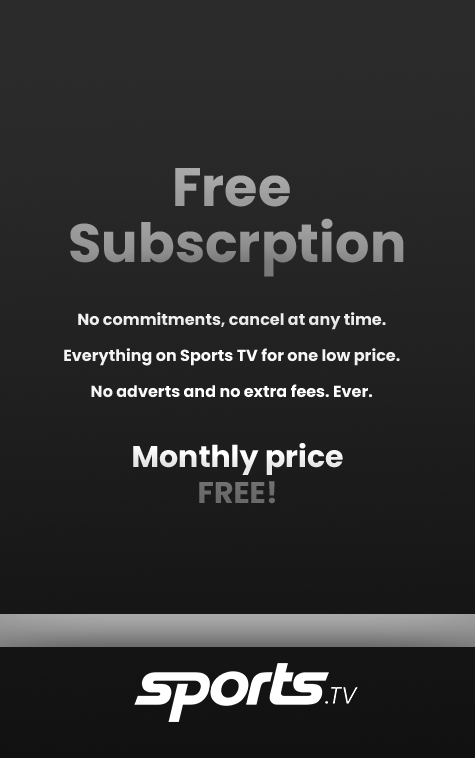 Free
Subscrption
No commitments, cancel at any time.
Everything on Sports TV for one low price.
No adverts and no extra fees. Ever.
Monthly price
FREE!
sports.TV